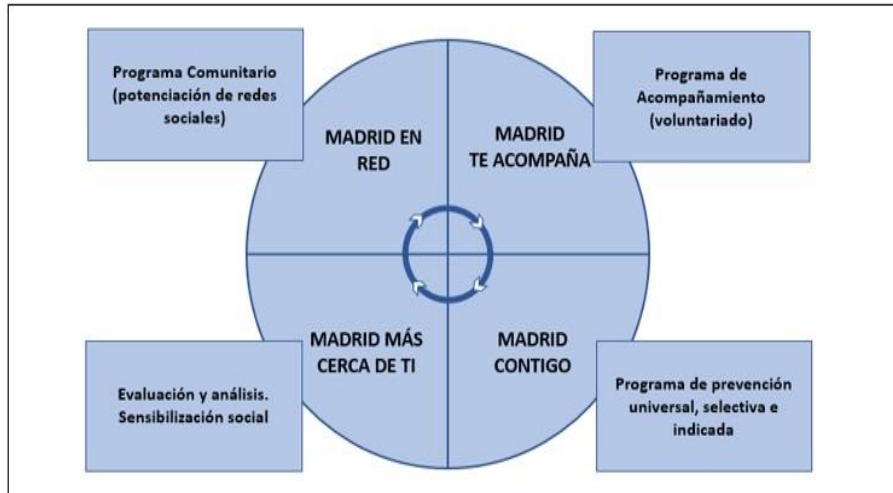 Programa Comunitario
(potenciación de redes
sociales)
Programa de
Acompañamiento
(voluntariado)
MADRID EN
RED
MADRID
TE ACOMPAÑA
MADRID MÁS
CERCA DE TI
MADRID
CONTIGO
Evaluación y análisis.
Sensibilización social
Programa de prevención
universal, selectiva e
indicada